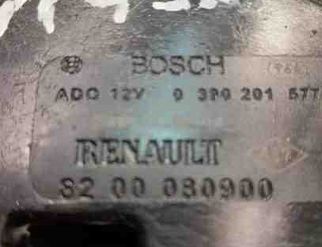 BOSCH
ADO 12V 0 390 201 577
RENAULT
82 00 080900